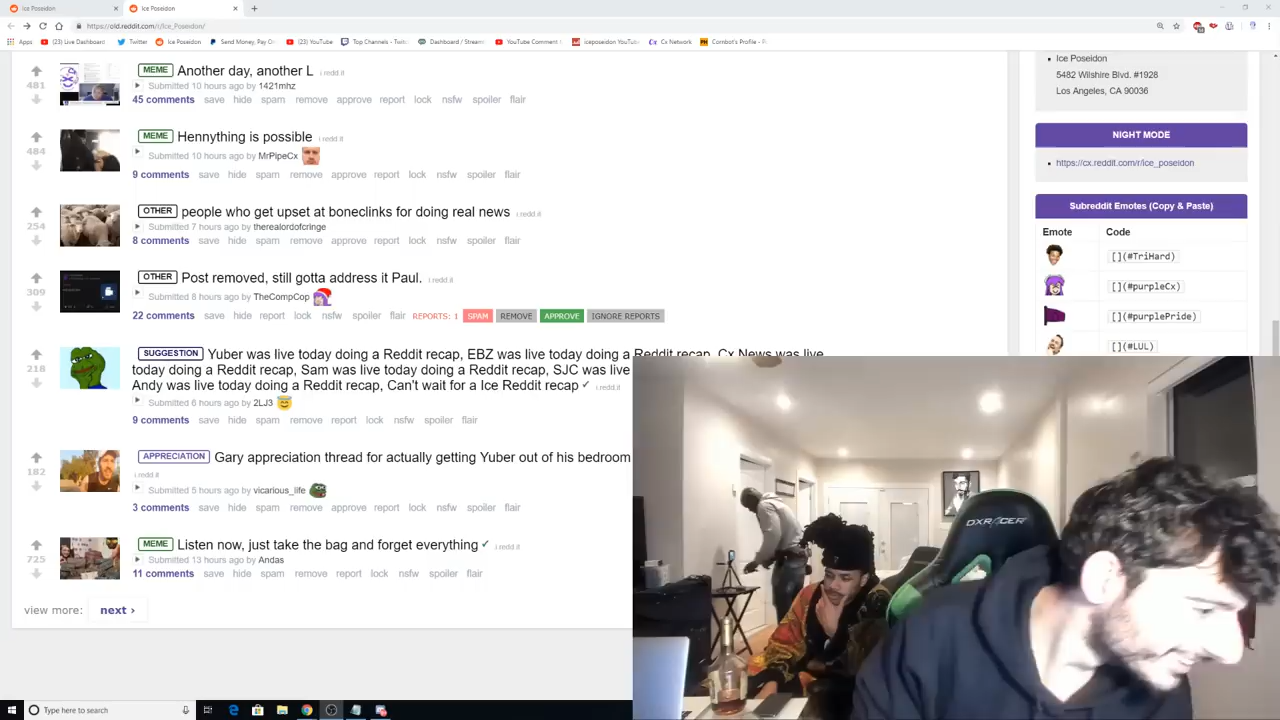 Ice Poseidon
Ice Poseidon
https://old.reddit.com/r/Ice_Poseidon/
Apps (23) Live Dashboard Twitter Ice Poseidon Send Money, Pay On (23) YouTube Top Channels - Twitc Dashboard / Stream YouTube Comment iceposeidon YouTub Cx Network Combot's Profile - P
MEME Another day, another L i.redd.it
481 Submitted 10 hours ago by 1421mhz
45 comments save hide spam remove approve report lock nsfw spoiler flair
MEME Hennything is possible i.redd.it
484 Submitted 10 hours ago by MrPipeCx
9 comments save hide spam remove approve report lock nsfw spoiler flair
OTHER people who get upset at boneclinks for doing real news i.redd.it
254 Submitted 7 hours ago by therealordofcringe
8 comments save hide spam remove approve report lock nsfw spoiler flair
OTHER Post removed, still gotta address it Paul. i.redd.it
309 Submitted 8 hours ago by TheCompCop
22 comments save hide report lock nsfw spoiler flair REPORTS: 1 SPAM REMOVE APPROVE IGNORE REPORTS
SUGGESTION Yuber was live today doing a Reddit recap, EBZ was live today doing a Reddit recap, Cx News was live
218 today doing a Reddit recap, Sam was live today doing a Reddit recap, SJC was live
Andy was live today doing a Reddit recap, Can't wait for a Ice Reddit recap ✓ i.redd.it
Submitted 6 hours ago by 2LJ3
9 comments save hide spam remove report lock nsfw spoiler flair
APPRECIATION Gary appreciation thread for actually getting Yuber out of his bedroom
182 i.redd.it
Submitted 5 hours ago by vicarious_life
3 comments save hide spam remove approve report lock nsfw spoiler flair
MEME Listen now, just take the bag and forget everything ✓ i.redd.it
725 Submitted 13 hours ago by Andas
11 comments save hide spam remove report lock nsfw spoiler flair
view more: next ›
Ice Poseidon
5482 Wilshire Blvd. #1928
Los Angeles, CA 90036
NIGHT MODE
https://cx.reddit.com/r/ice_poseidon
Subreddit Emotes (Copy & Paste)
Emote Code
[](#TriHard)
[](#purpleCx)
[](#purplePride)
[](#LUL)
DXRACER
Type here to search